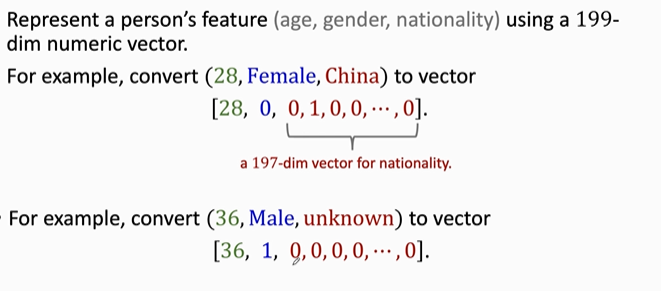 Represent a person’s feature (age, gender, nationality) using a 199-
dim numeric vector.
For example, convert (28, Female, China) to vector
[28, 0, 0, 1, 0, 0, ⋯ , 0].
a 197-dim vector for nationality.
For example, convert (36, Male, unknown) to vector
[36, 1, 0, 0, 0, 0, ⋯ , 0].